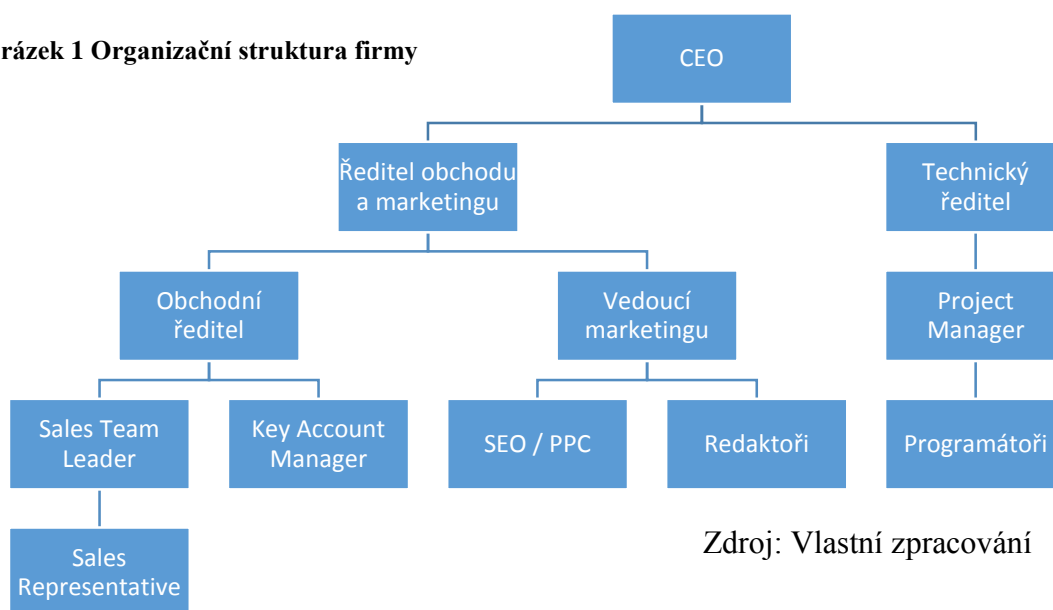 rázek 1 Organizační struktura firmy
CEO
Ředitel obchodu
a marketingu
Technický
ředitel
Obchodní
ředitel
Vedoucí
marketingu
Project
Manager
Sales Team
Leader
Key Account
Manager
SEO / PPC
Redaktoři
Programátoři
Sales
Representative
Zdroj: Vlastní zpracování